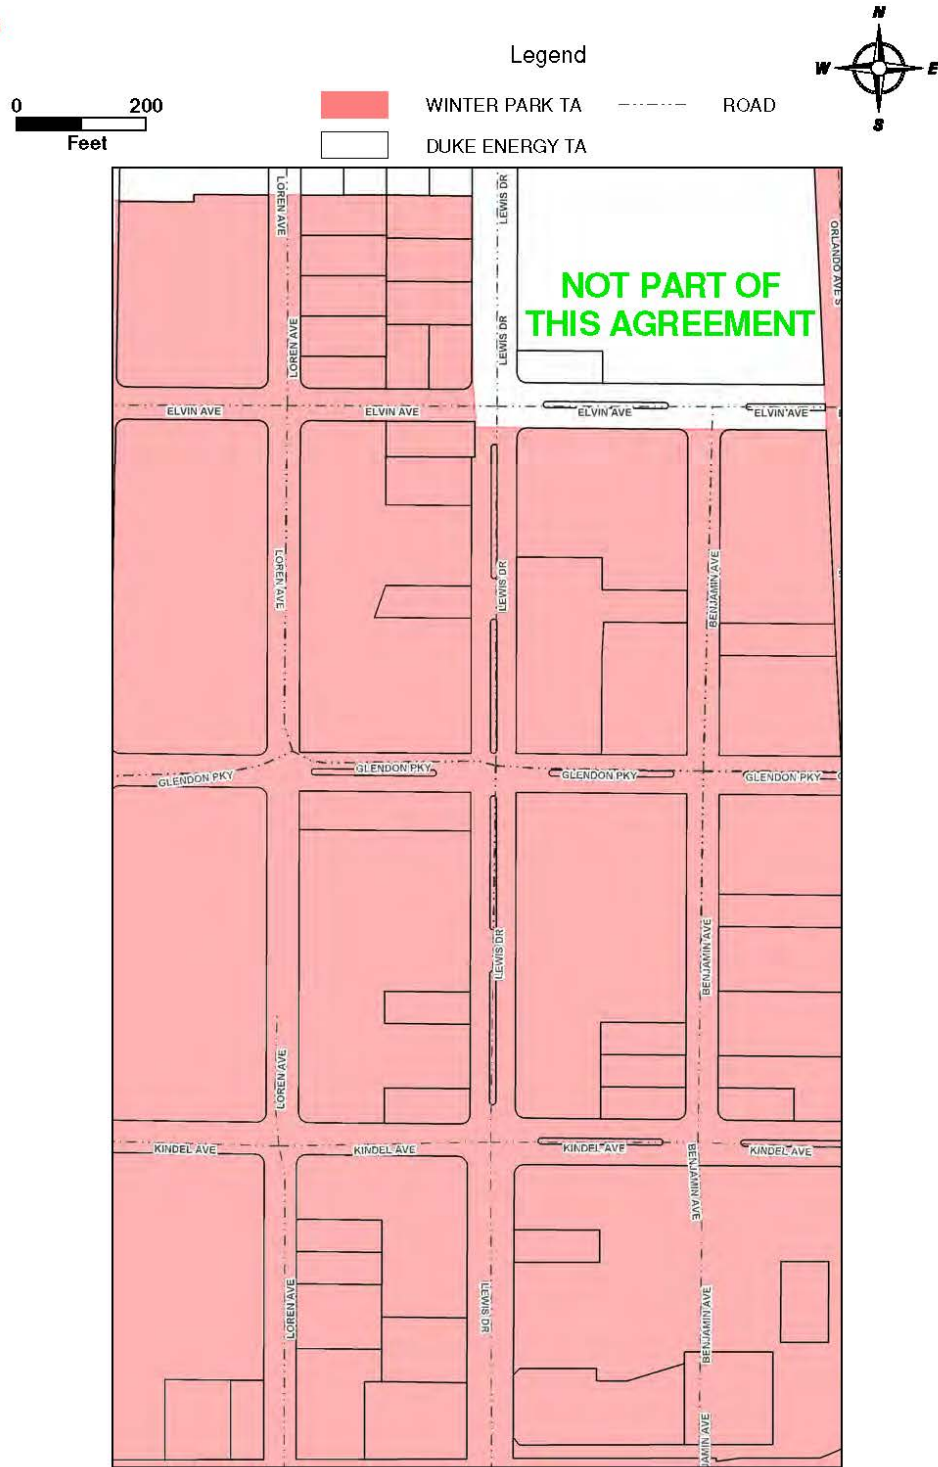 N
Legend
W
E
0
200
WINTER PARK TA
ROAD
Feet
S
DUKE ENERGY TA
LOREN AVE
LEWIS DR
ORLANDO AVE S
NOT PART OF
THIS AGREEMENT
LOREN AVE
LEWIS DR
ELVIN AVE
ELVIN AVE
ELVIN AVE
ELVIN AVE
LOREN AVE
LEWIS DR
BENJAMIN AVE
GLENDON PKY
GLENDON PKY
GLENDON PKY
GLENDON PKY
LEWIS DR
BENJAMIN AVE
LOREN AVE
KINDEL AVE
KINDEL AVE
KINDEL AVE
KINDEL AVE
BENJAMIN AVE
LOREN AVE
LEWIS DR
BENJAMIN AVE
JAMIN AVE